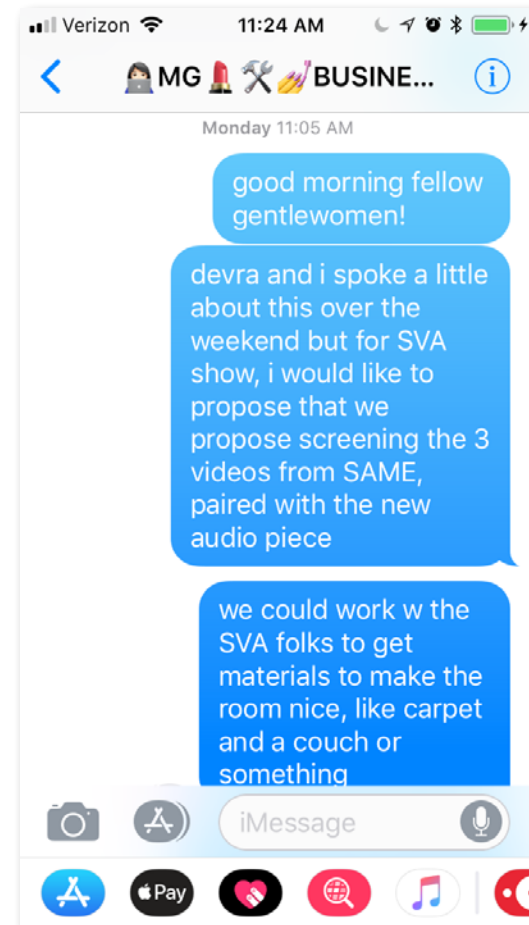 Verizon 11:24 AM
MG BUSINE...
Monday 11:05 AM
good morning fellow
gentlewomen!
devra and i spoke a little
about this over the
weekend but for SVA
show, i would like to
propose that we
propose screening the 3
videos from SAME,
paired with the new
audio piece
we could work w the
SVA folks to get
materials to make the
room nice, like carpet
and a couch or
something
iMessage
Pay